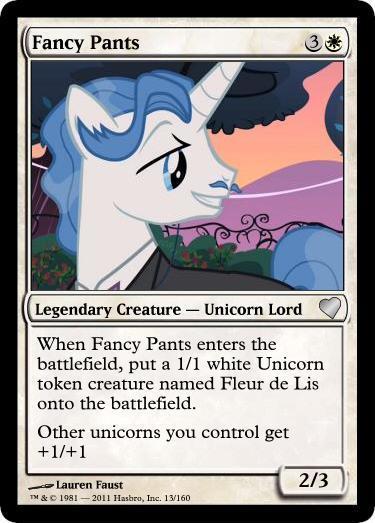 Fancy Pants 3
Legendary Creature — Unicorn Lord
When Fancy Pants enters the
battlefield, put a 1/1 white Unicorn
token creature named Fleur de Lis
onto the battlefield.
Other unicorns you control get
+1/+1
Lauren Faust
2/3
™ & © 1981 — 2011 Hasbro, Inc. 13/160